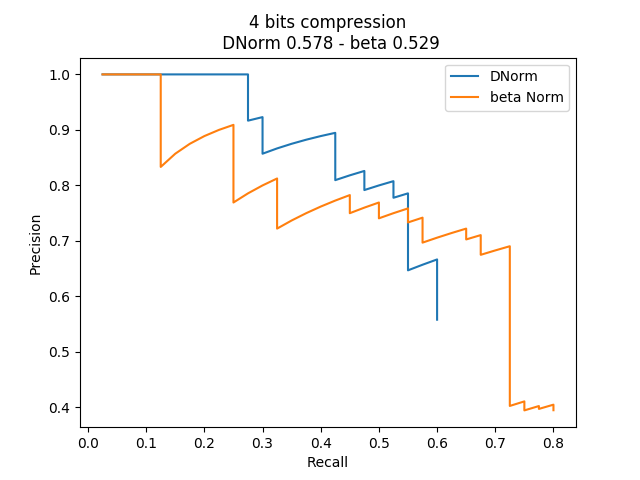 4 bits compression
DNorm 0.578 - beta 0.529
DNorm
beta Norm
1.0
0.9
0.8
0.7
0.6
0.5
0.4
Precision
0.0 0.1 0.2 0.3 0.4 0.5 0.6 0.7 0.8
Recall